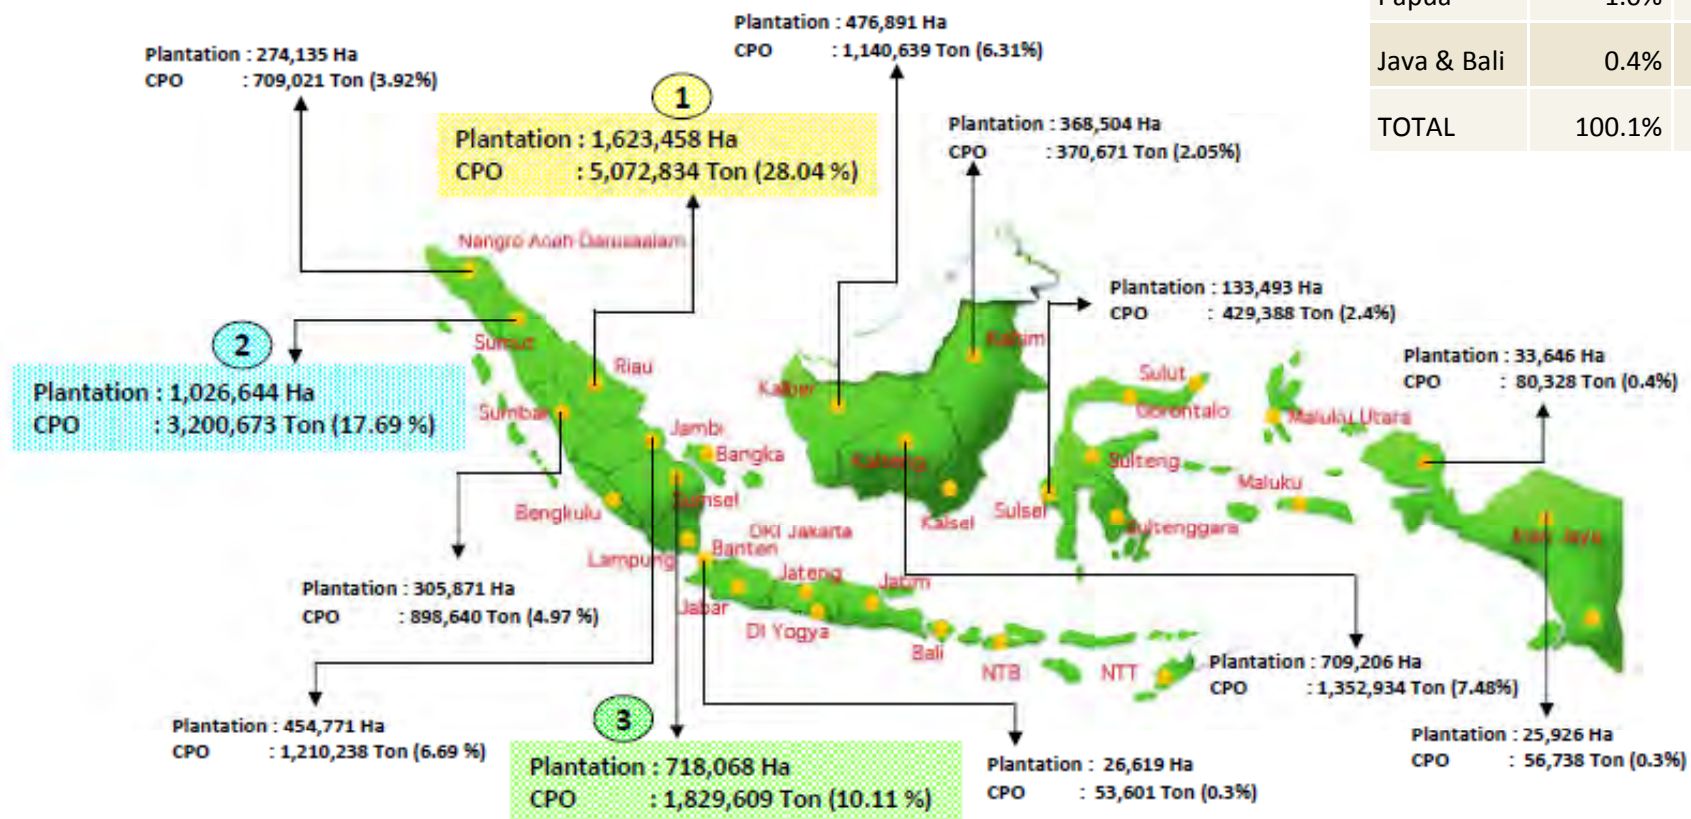 Plantation : 476,891 Ha
CPO : 1,140,639 Ton (6.31%)
Plantation : 274,135 Ha
CPO : 709,021 Ton (3.92%)
Papua
Java & Bali 0.4%
TOTAL 100.1%
1
Plantation : 1,623,458 Ha
CPO : 5,072,834 Ton (28.04 %)
Plantation : 368,504 Ha
CPO : 370,671 Ton (2.05%)
Nangro Aceh Darussalam
Plantation : 133,493 Ha
CPO : 429,388 Ton (2.4%)
2
Plantation : 1,026,644 Ha
CPO : 3,200,673 Ton (17.69 %)
Plantation : 33,646 Ha
CPO : 80,328 Ton (0.4%)
Sumut
Riau
Sumbar
Jambi
Bangka
Sumsel
Bengkulu
Lampung
Kalbar
Kaltim
Kalteng
Kalsel
Sulut
Gorontalo
Sulteng
Sulsel
Sultenggara
Maluku Utara
Maluku
Irian Jaya
DKI Jakarta
Banten
Jateng
Jatim
Jabar
DI Yogya
Bali
NTB
NTT
Plantation : 305,871 Ha
CPO : 898,640 Ton (4.97 %)
Plantation : 709,206 Ha
CPO : 1,352,934 Ton (7.48%)
Plantation : 454,771 Ha
CPO : 1,210,238 Ton (6.69 %)
3
Plantation : 718,068 Ha
CPO : 1,829,609 Ton (10.11 %)
Plantation : 26,619 Ha
CPO : 53,601 Ton (0.3%)
Plantation : 25,926 Ha
CPO : 56,738 Ton (0.3%)